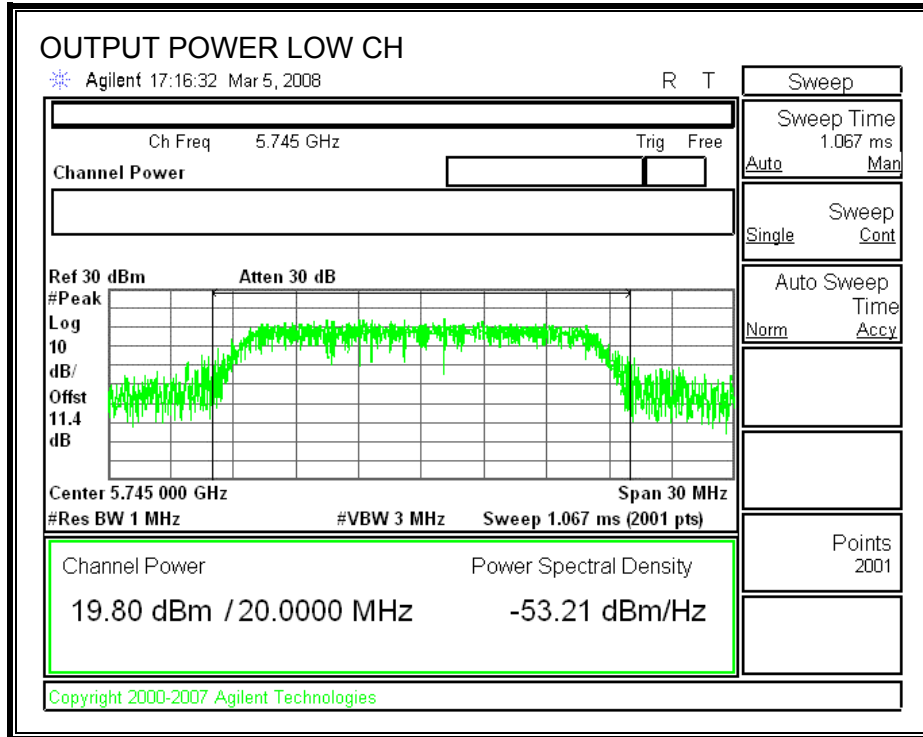 OUTPUT POWER LOW CH
Agilent 17:16:32 Mar 5, 2008 R T
Sweep
Ch Freq 5.745 GHz Trig Free
Channel Power
Sweep Time
1.067 ms
Auto Man
Sweep
Single Cont
Auto Sweep
Time
Norm Accy
Ref 30 dBm Atten 30 dB
#Peak
Log
10
dB/
Offst
11.4
dB
Center 5.745 000 GHz Span 30 MHz
#Res BW 1 MHz #VBW 3 MHz Sweep 1.067 ms (2001 pts)
Points
2001
Channel Power Power Spectral Density
19.80 dBm / 20.0000 MHz -53.21 dBm/Hz
Copyright 2000-2007 Agilent Technologies